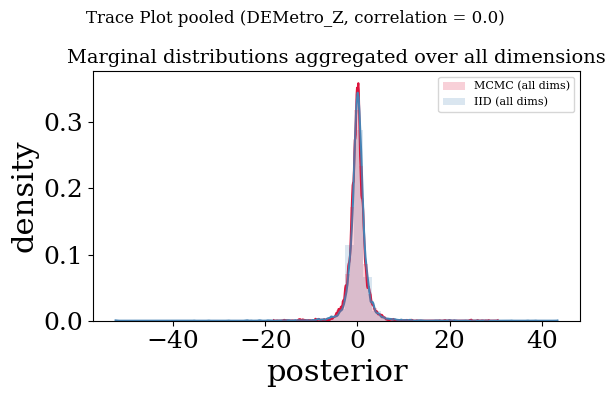 Trace Plot pooled (DEMetro_Z, correlation = 0.0)
Marginal distributions aggregated over all dimensions
MCMC (all dims)
IID (all dims)
density
0.3
0.2
0.1
0.0
−40
−20
0
20
40
posterior